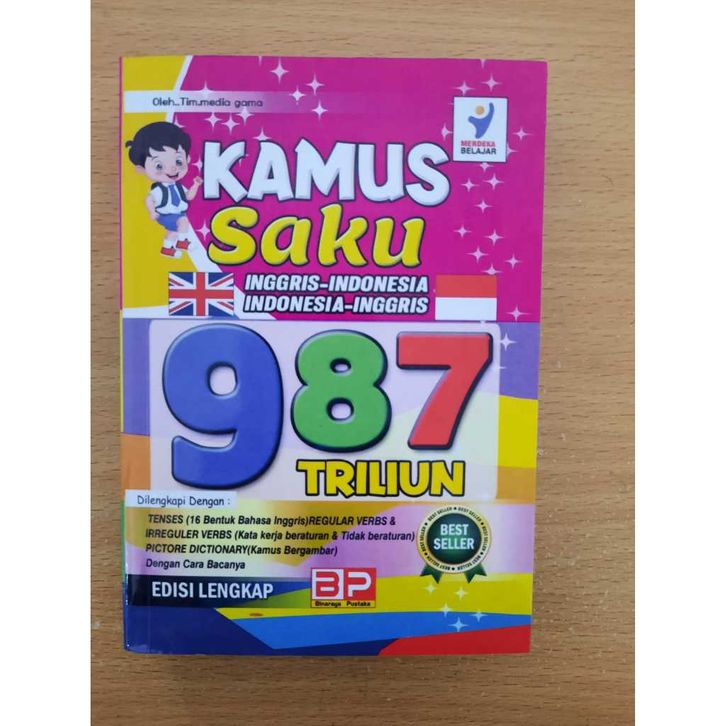 Oleh..Tim.media gama
MERDEKA
BELAJAR
KAMUS
Saku
INGGRIS-INDONESIA
INDONESIA-INGGRIS
987
TRILIUN
Dilengkapi Dengan :
TENSES (16 Bentuk Bahasa Inggris)REGULAR VERBS &
IRREGULER VERBS (Kata kerja beraturan & Tidak beraturan)
PICTORE DICTIONARY(Kamus Bergambar)
Dengan Cara Bacanya
BEST SELLER
BEST
SELLER
EDISI LENGKAP
BP
Binaraga Pustaka